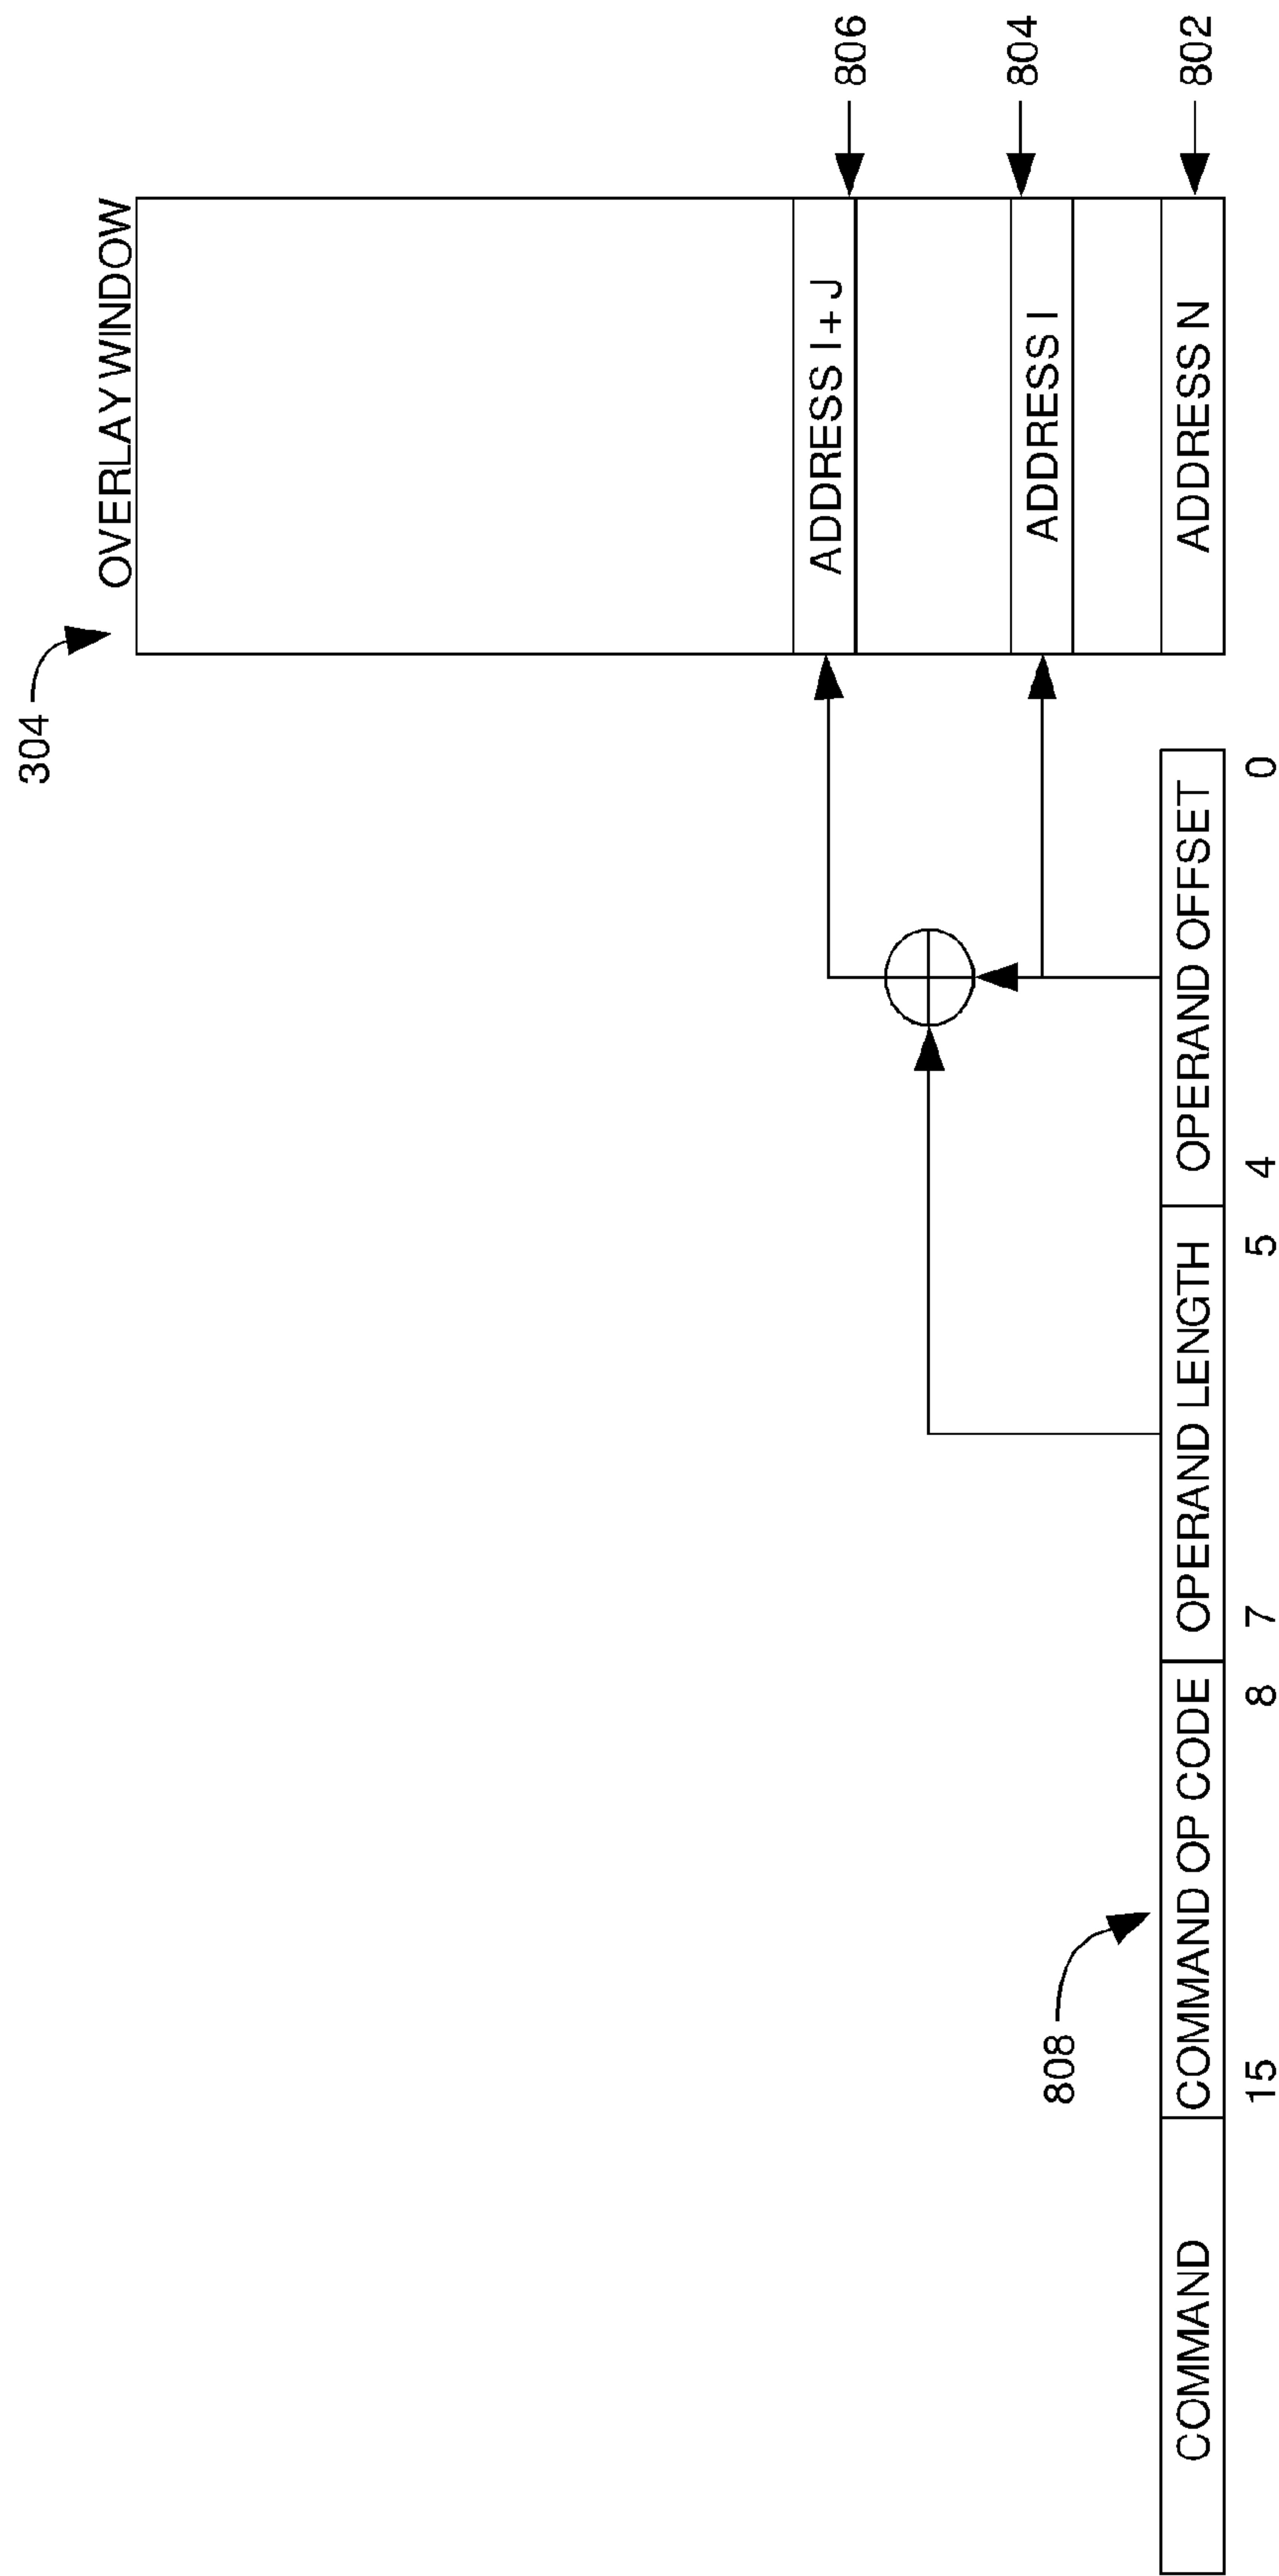 304
OVERLAY WINDOW
ADDRESS I + J
806
ADDRESS I
804
ADDRESS N
802
808
COMMAND
COMMAND OP CODE
OPERAND LENGTH
OPERAND OFFSET
15
8
7
5
4
0